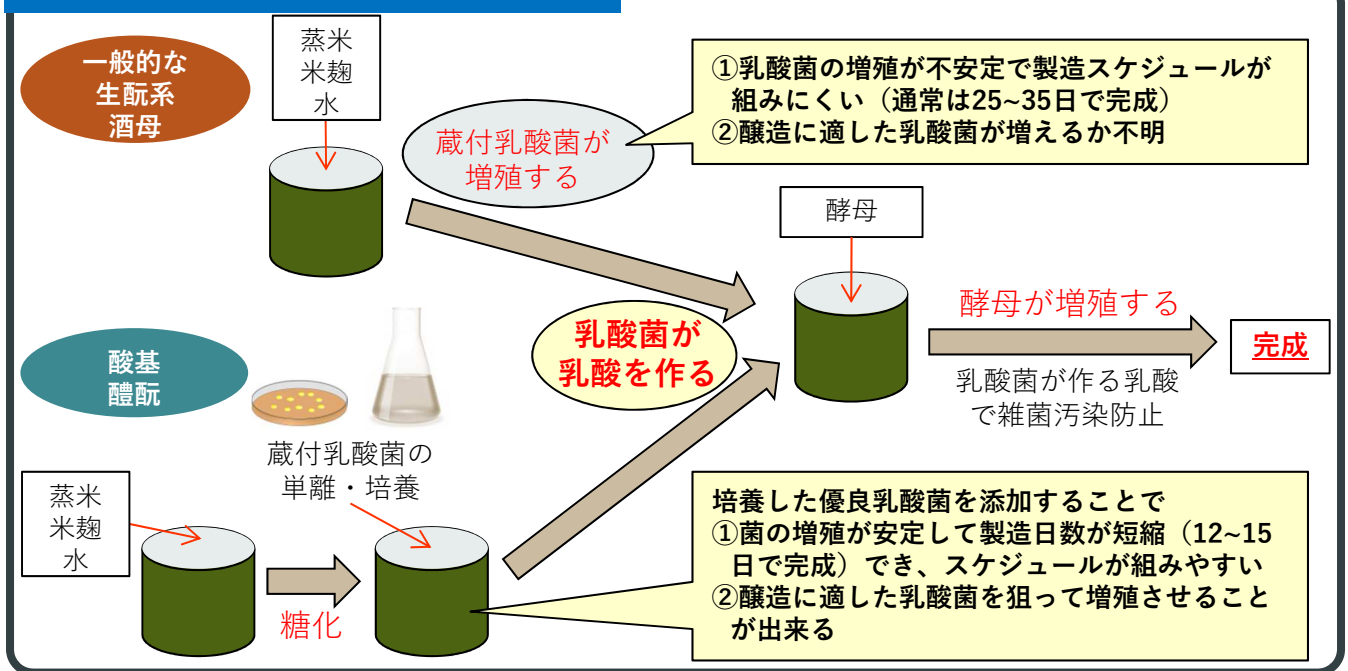 一般的な
生酛系
酒母
蒸米
米麹
水
蔵付乳酸菌が
増殖する
①乳酸菌の増殖が不安定で製造スケジュールが
組みにくい（通常は25~35日で完成）
②醸造に適した乳酸菌が増えるか不明
酵母
酵母が増殖する
乳酸菌が作る乳酸
で雑菌汚染防止
完成
乳酸菌が
乳酸を作る
酸基
醴酛
蔵付乳酸菌の
単離・培養
蒸米
米麹
水
糖化
培養した優良乳酸菌を添加することで
①菌の増殖が安定して製造日数が短縮（12~15
日で完成）でき、スケジュールが組みやすい
②醸造に適した乳酸菌を狙って増殖させること
が出来る